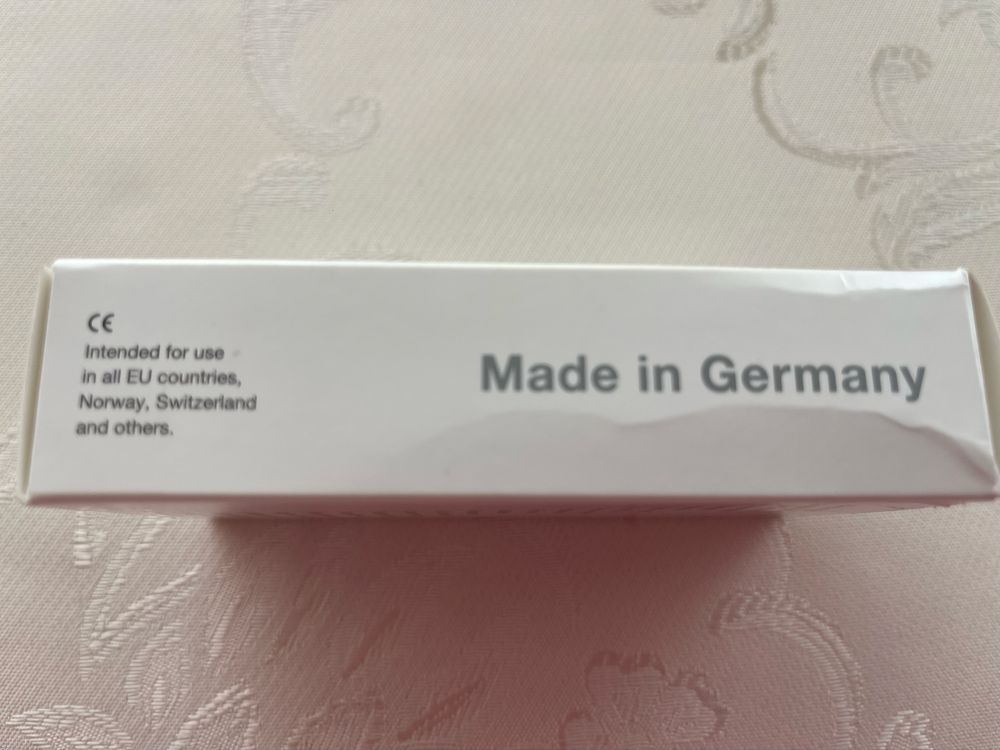 CE
Intended for use
in all EU countries,
Norway, Switzerland
and others.
Made in Germany